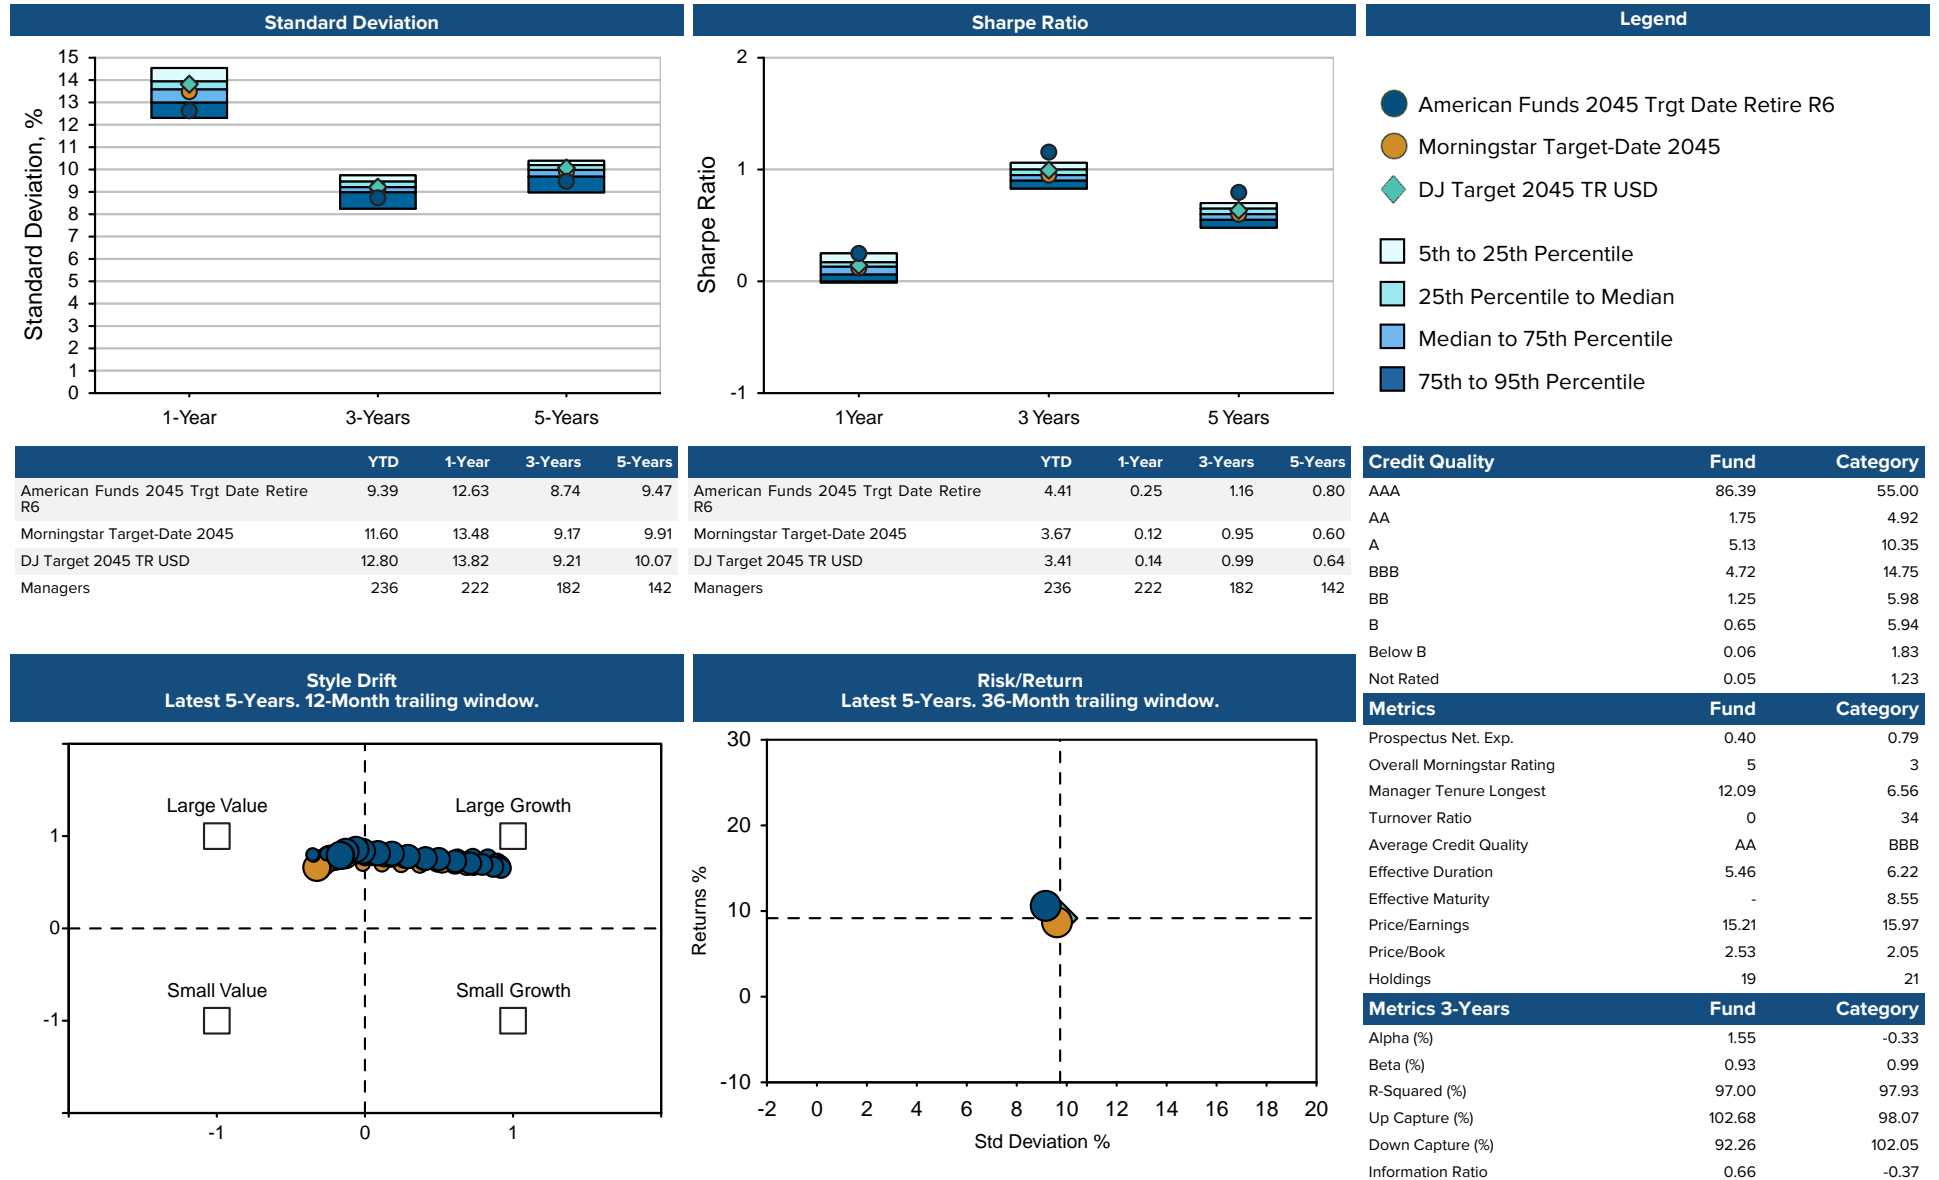 Standard Deviation
15
14
13
12
11
10
9
8
7
6
5
4
3
2
1
0
Standard Deviation, %
1-Year 3-Years 5-Years
Sharpe Ratio
2
1
0
-1
Sharpe Ratio
1Year 3 Years 5 Years
Legend
American Funds 2045 Trgt Date Retire R6
Morningstar Target-Date 2045
DJ Target 2045 TR USD
5th to 25th Percentile
25th Percentile to Median
Median to 75th Percentile
75th to 95th Percentile
YTD 1-Year 3-Years 5-Years
American Funds 2045 Trgt Date Retire 9.39 12.63 8.74 9.47
R6
Morningstar Target-Date 2045 11.60 13.48 9.17 9.91
DJ Target 2045 TR USD 12.80 13.82 9.21 10.07
Managers 236 222 182 142
YTD 1-Year 3-Years 5-Years
American Funds 2045 Trgt Date Retire 4.41 0.25 1.16 0.80
R6
Morningstar Target-Date 2045 3.67 0.12 0.95 0.60
DJ Target 2045 TR USD 3.41 0.14 0.99 0.64
Managers 236 222 182 142
Credit Quality Fund Category
AAA 86.39 55.00
AA 1.75 4.92
A 5.13 10.35
BBB 4.72 14.75
BB 1.25 5.98
B 0.65 5.94
Below B 0.06 1.83
Not Rated 0.05 1.23
Metrics Fund Category
Prospectus Net. Exp. 0.40 0.79
Overall Morningstar Rating 5 3
Manager Tenure Longest 12.09 6.56
Turnover Ratio 0 34
Average Credit Quality AA BBB
Effective Duration 5.46 6.22
Effective Maturity - 8.55
Price/Earnings 15.21 15.97
Price/Book 2.53 2.05
Holdings 19 21
Metrics 3-Years Fund Category
Alpha (%) 1.55 -0.33
Beta (%) 0.93 0.99
R-Squared (%) 97.00 97.93
Up Capture (%) 102.68 98.07
Down Capture (%) 92.26 102.05
Information Ratio 0.66 -0.37
Style Drift
Latest 5-Years. 12-Month trailing window.
Large Value Large Growth
1
0
Small Value Small Growth
-1
-1 0 1
Risk/Return
Latest 5-Years. 36-Month trailing window.
30
20
10
0
-10
Returns %
-2 0 2 4 6 8 10 12 14 16 18 20
Std Deviation %